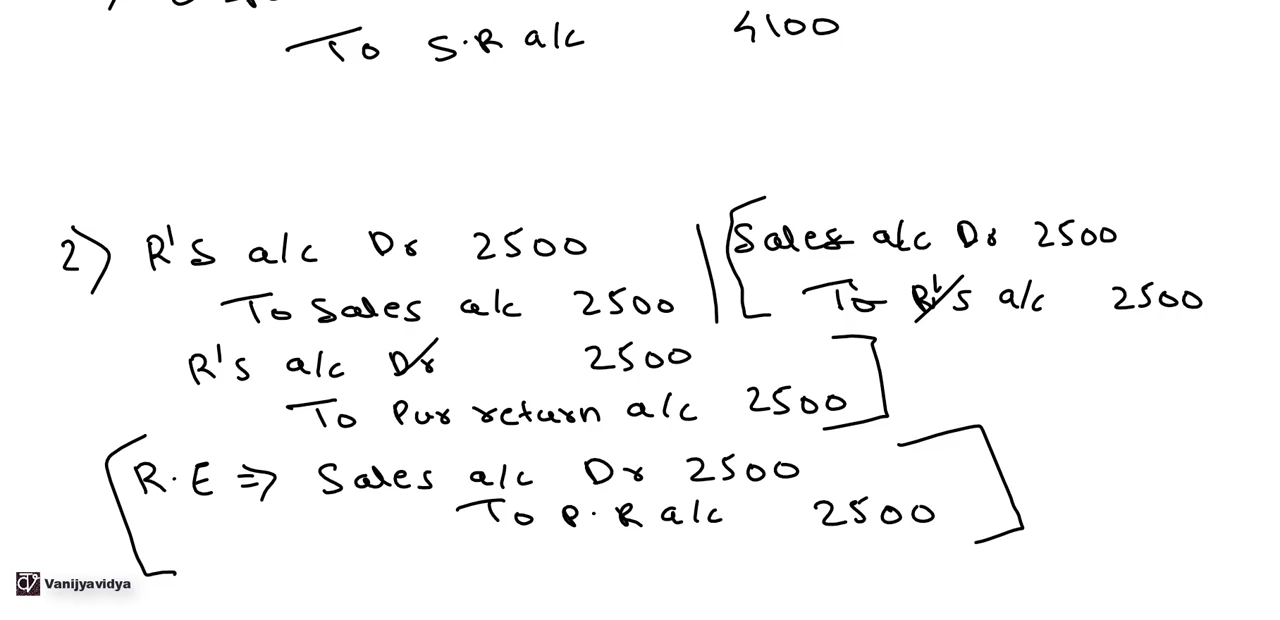 To S.R a/c 4100
2) R's a/c Dr 2500
To Sales a/c 2500
Sales a/c Dr 2500
To R's a/c 2500
R's a/c Dr 2500
To Pur return a/c 2500
R.E ⇒ Sales a/c Dr 2500
To P.R a/c 2500
Vanijyavidya